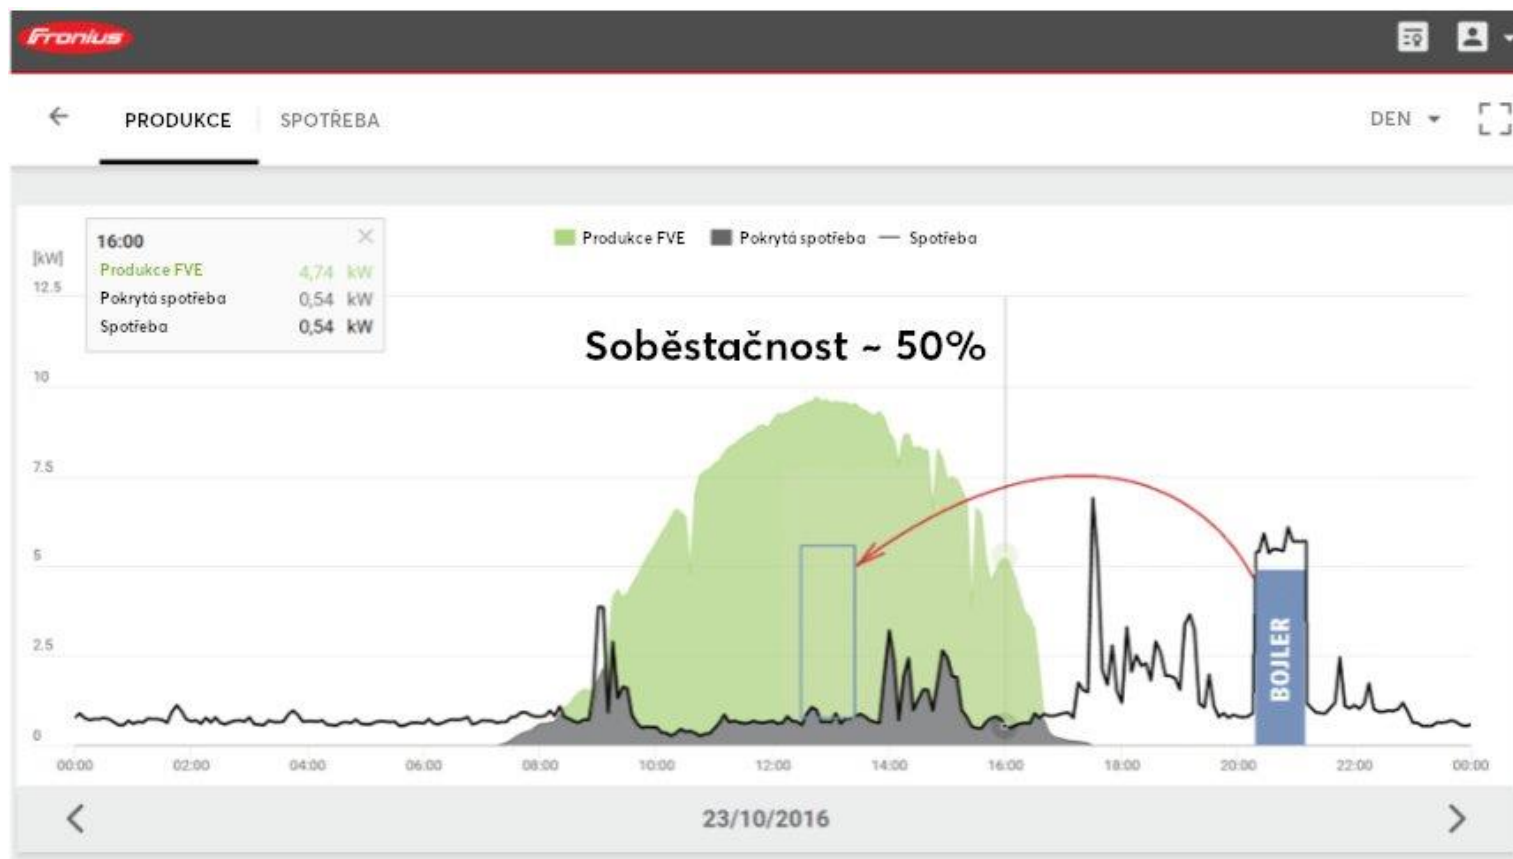 Fronius
PRODUKCE SPOTŘEBA DEN
16:00
Produkce FVE 4,74 kW
Pokrytá spotřeba 0,54 kW
Spotřeba 0,54 kW
Produkce FVE Pokrytá spotřeba Spotřeba
[kW]
12.5
Soběstačnost ~ 50%
10
7.5
5
2.5
BOJLER
0
00:00 02:00 04:00 06:00 08:00 10:00 12:00 14:00 16:00 18:00 20:00 22:00 00:00
23/10/2016